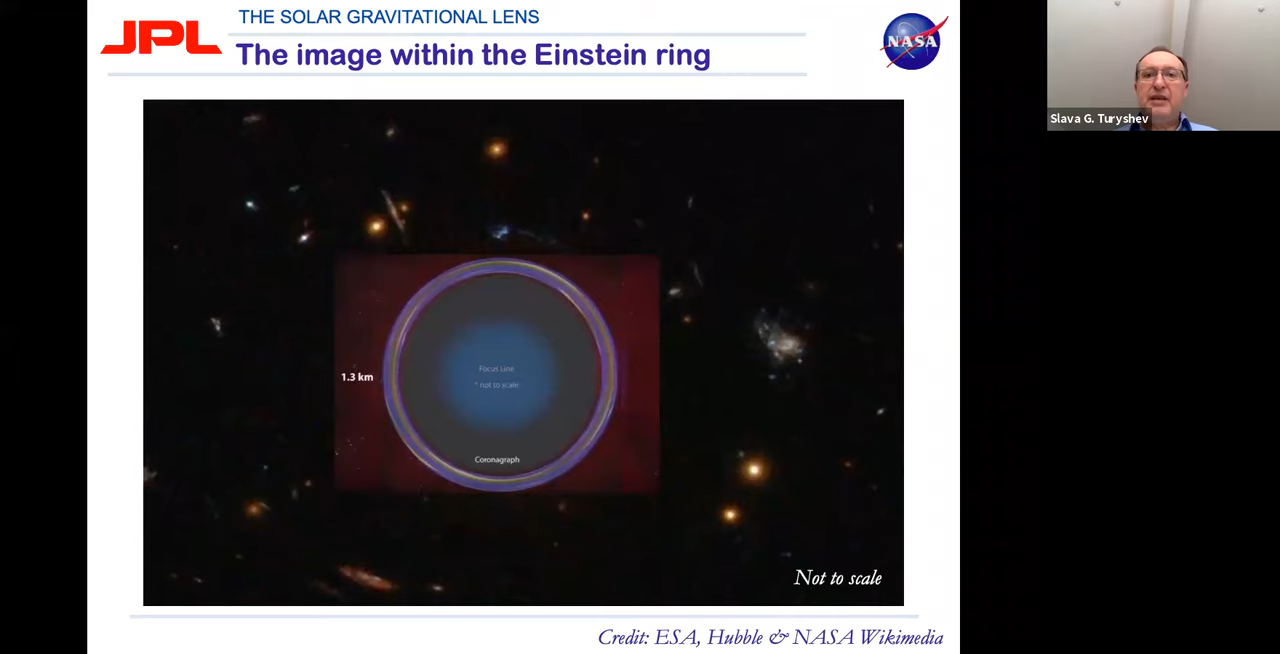 JPL
THE SOLAR GRAVITATIONAL LENS
The image within the Einstein ring
NASA
Slava G. Turyshev
1.3 km
Focus Line
* not to scale
Coronagraph
Not to scale
Credit: ESA, Hubble & NASA Wikimedia